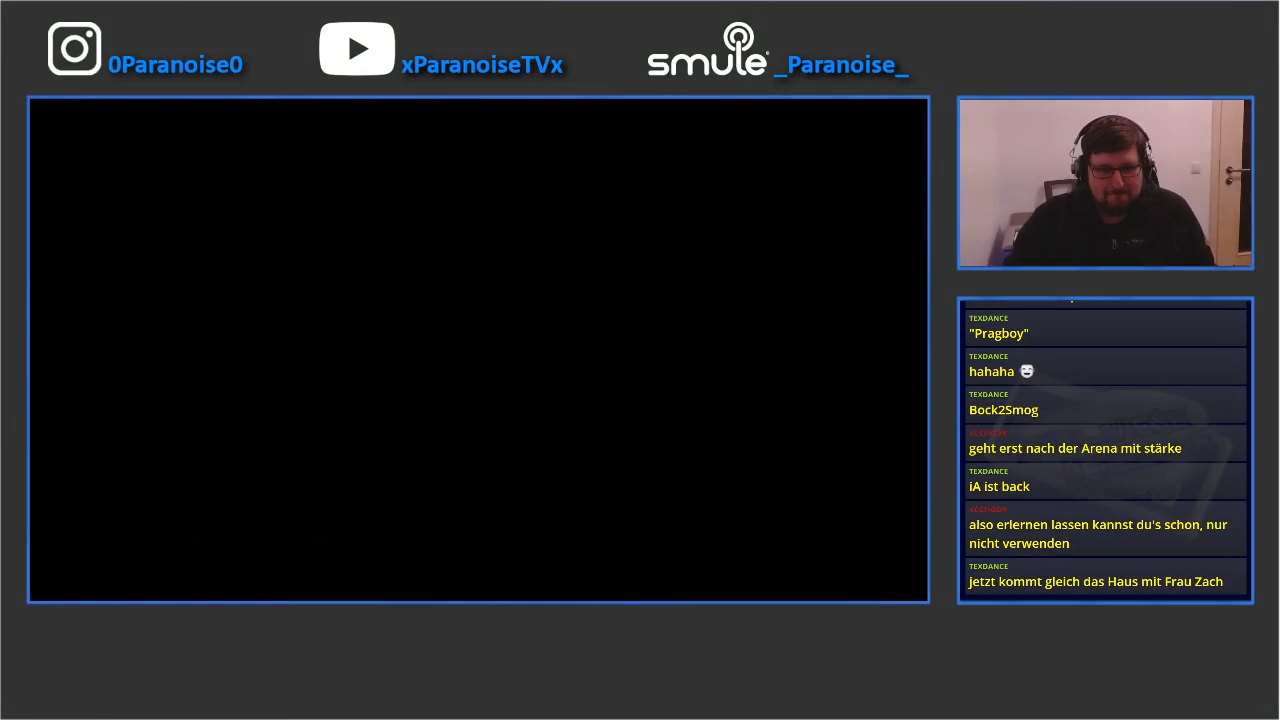 0Paranoise0
xParanoiseTVx
smule
_Paranoise_
TEXDANCE
"Pragboy"
TEXDANCE
hahaha
TEXDANCE
Bock2Smog
geht erst nach der Arena mit stärke
TEXDANCE
iA ist back
also erlernen lassen kannst du's schon, nur
nicht verwenden
TEXDANCE
jetzt kommt gleich das Haus mit Frau Zach